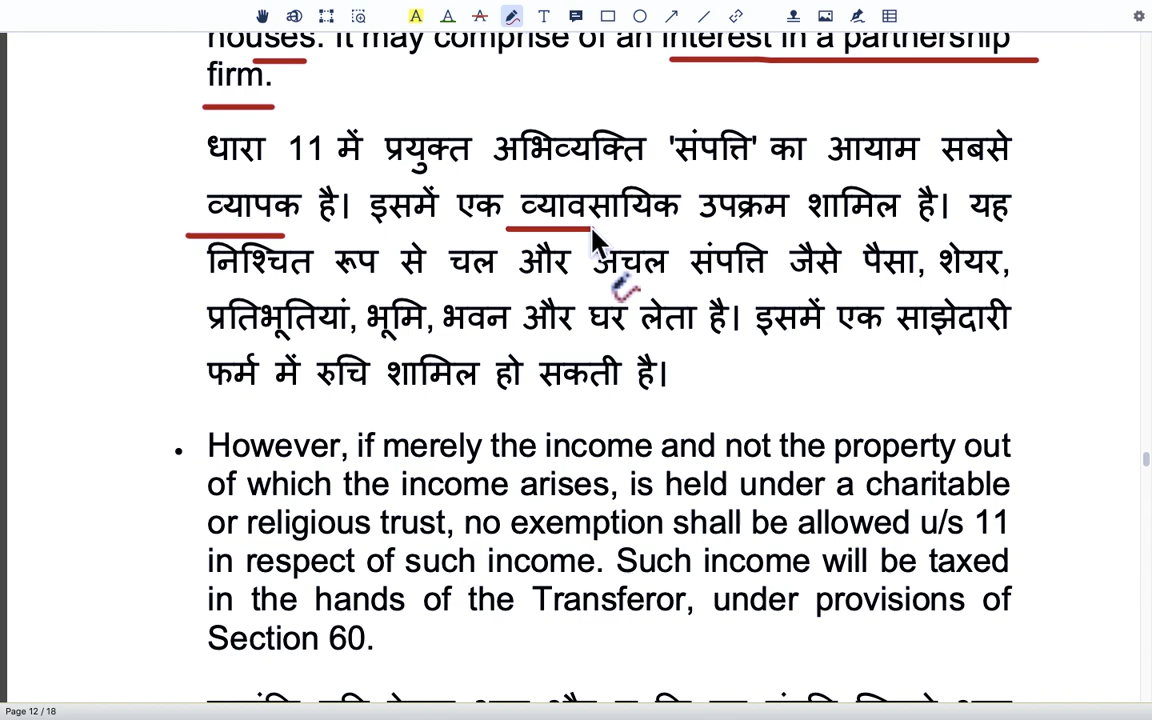 houses. It may comprise of an interest in a partnership
firm.
धारा 11 में प्रयुक्त अभिव्यक्ति 'संपत्ति' का आयाम सबसे
व्यापक है। इसमें एक व्यावसायिक उपक्रम शामिल है। यह
निश्चित रूप से चल और अचल संपत्ति जैसे पैसा, शेयर,
प्रतिभूतियां, भूमि, भवन और घर लेता है। इसमें एक साझेदारी
फर्म में रुचि शामिल हो सकती है।
• However, if merely the income and not the property out
of which the income arises, is held under a charitable
or religious trust, no exemption shall be allowed u/s 11
in respect of such income. Such income will be taxed
in the hands of the Transferor, under provisions of
Section 60.
Page 12 / 18